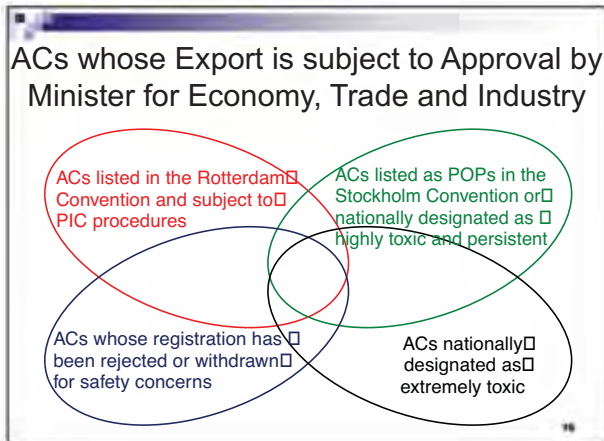 ACs whose Export is subject to Approval by
Minister for Economy, Trade and Industry
ACs listed in the Rotterdam□
Convention and subject to□
PIC procedures
ACs listed as POPs in the
Stockholm Convention or□
nationally designated as □
highly toxic and persistent
ACs whose registration has □
been rejected or withdrawn□
for safety concerns
ACs nationally□
designated as□
extremely toxic